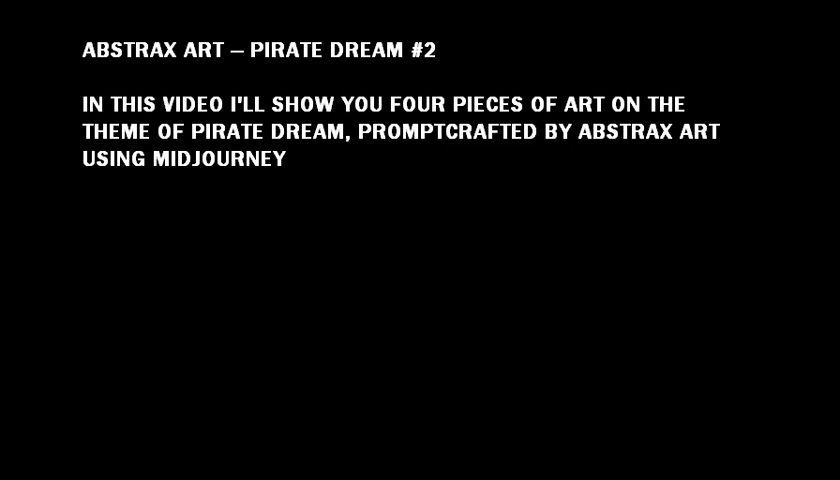 ABSTRAX ART – PIRATE DREAM #2
IN THIS VIDEO I'LL SHOW YOU FOUR PIECES OF ART ON THE
THEME OF PIRATE DREAM, PROMPTCRAFTED BY ABSTRAX ART
USING MIDJOURNEY